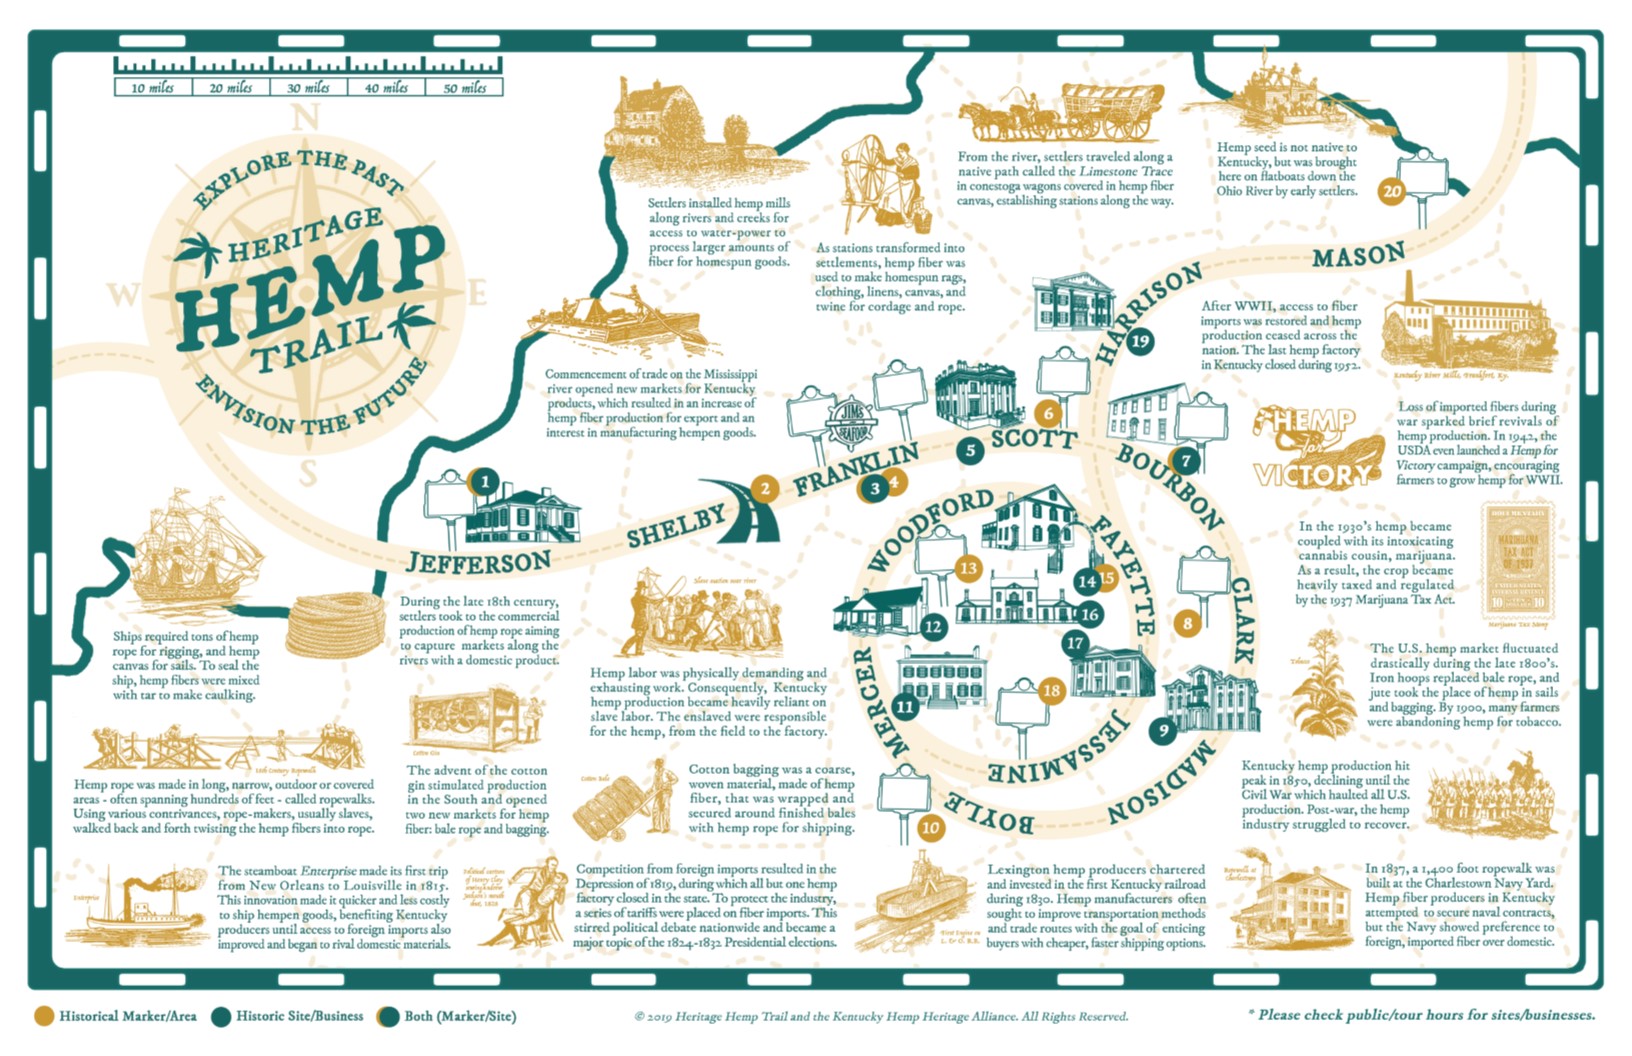 10 miles 20 miles 30 miles 40 miles 50 miles
N
W
E
S
EXPLORE THE PAST
HERITAGE
HEMP
TRAIL
ENVISION THE FUTURE
Settlers installed hemp mills
along rivers and creeks for
access to water-power to
process larger amounts of
fiber for homespun goods.
As stations transformed into
settlements, hemp fiber was
used to make homespun rags,
clothing, linens, canvas, and
twine for cordage and rope.
From the river, settlers traveled along a
native path called the Limestone Trace
in conestoga wagons covered in hemp fiber
canvas, establishing stations along the way.
Hemp seed is not native to
Kentucky, but was brought
here on flatboats down the
Ohio River by early settlers.
20
MASON
HARRISON
19
After WWII, access to fiber
imports was restored and hemp
production ceased across the
nation. The last hemp factory
in Kentucky closed during 1952.
Kentucky River Mills, Frankfort, Ky.
Commencement of trade on the Mississippi
river opened new markets for Kentucky
products, which resulted in an increase of
hemp fiber production for export and an
interest in manufacturing hempen goods.
JIM'S
SEAFOOD
6
SCOTT
5
FRANKLIN
4
3
2
SHELBY
1
JEFFERSON
BOURBON
7
HEMP
for
VICTORY
Loss of imported fibers during
war sparked brief revivals of
hemp production. In 1942, the
USDA even launched a Hemp for
Victory campaign, encouraging
farmers to grow hemp for WWII.
WOODFORD
FAYETTE
13
14
15
16
12
17
11
18
MERCER
JESSAMINE
CLARK
8
9
MADISON
BOYLE
10
In the 1930's hemp became
coupled with its intoxicating
cannabis cousin, marijuana.
As a result, the crop became
heavily taxed and regulated
by the 1937 Marijuana Tax Act.
MARIHUANA
TAX ACT
OF 1937
10 10
Marijuana Tax Stamp
Ships required tons of hemp
rope for rigging, and hemp
canvas for sails. To seal the
ship, hemp fibers were mixed
with tar to make caulking.
During the late 18th century,
settlers took to the commercial
production of hemp rope aiming
to capture markets along the
rivers with a domestic product.
Slave nation over river
Hemp labor was physically demanding and
exhausting work. Consequently, Kentucky
hemp production became heavily reliant on
slave labor. The enslaved were responsible
for the hemp, from the field to the factory.
Tobacco
The U.S. hemp market fluctuated
drastically during the late 1800's.
Iron hoops replaced bale rope, and
jute took the place of hemp in sails
and bagging. By 1900, many farmers
were abandoning hemp for tobacco.
18th Century Ropewalk
Hemp rope was made in long, narrow, outdoor or covered
areas - often spanning hundreds of feet - called ropewalks.
Using various contrivances, rope-makers, usually slaves,
walked back and forth twisting the hemp fibers into rope.
Cotton Gin
The advent of the cotton
gin stimulated production
in the South and opened
two new markets for hemp
fiber: bale rope and bagging.
Cotton Bale
Cotton bagging was a coarse,
woven material, made of hemp
fiber, that was wrapped and
secured around finished bales
with hemp rope for shipping.
Kentucky hemp production hit
peak in 1850, declining until the
Civil War which haulted all U.S.
production. Post-war, the hemp
industry struggled to recover.
Enterprise
The steamboat Enterprise made its first trip
from New Orleans to Louisville in 1815.
This innovation made it quicker and less costly
to ship hempen goods, benefiting Kentucky
producers until access to foreign imports also
improved and began to rival domestic materials.
Political cartoon
of Henry Clay
Competition from foreign imports resulted in the
Depression of 1819, during which all but one hemp
factory closed in the state. To protect the industry,
a series of tariffs were placed on fiber imports. This
stirred political debate nationwide and became a
major topic of the 1824-1832 Presidential elections.
First Engine on
L. & O. R.R.
Lexington hemp producers chartered
and invested in the first Kentucky railroad
during 1830. Hemp manufacturers often
sought to improve transportation methods
and trade routes with the goal of enticing
buyers with cheaper, faster shipping options.
Ropewalk at
Charlestown
In 1837, a 1,400 foot ropewalk was
built at the Charlestown Navy Yard.
Hemp fiber producers in Kentucky
attempted to secure naval contracts,
but the Navy showed preference to
foreign, imported fiber over domestic.
Historical Marker/Area Historic Site/Business Both (Marker/Site)
© 2019 Heritage Hemp Trail and the Kentucky Hemp Heritage Alliance. All Rights Reserved.
* Please check public/tour hours for sites/businesses.